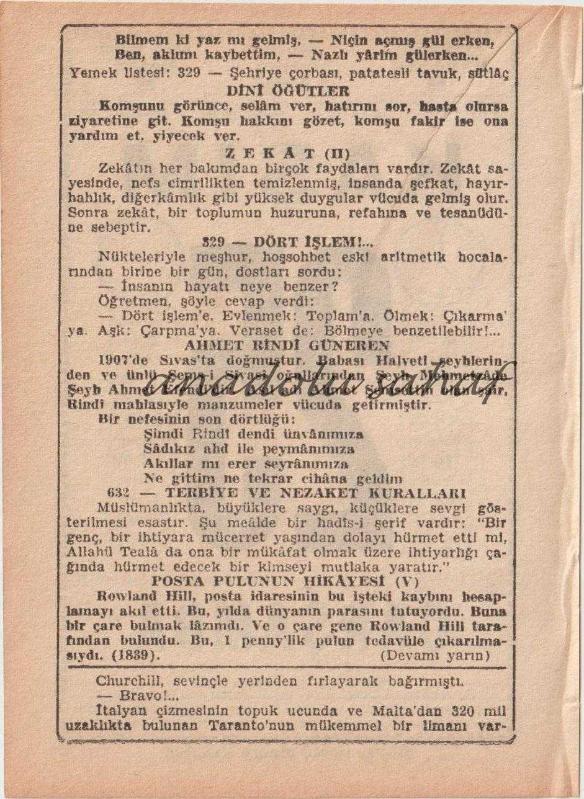 Bilmem ki yaz mı gelmiş, — Niçin açmış gül erken,
Ben, aklımı kaybettim, — Nazlı yârim gülerken...
Yemek listesi: 329 — Şehriye çorbası, patatesli tavuk, sütlâç
DİNİ ÖĞÜTLER
Komşunu görünce, selâm ver, hatırını sor, hasta olursa
ziyaretine git. Komşu hakkını gözet, komşu fakir ise ona
yardım et, yiyecek ver.
ZEKÂT (II)
Zekâtın her bakımdan birçok faydaları vardır. Zekât sa-
yesinde, nefs cimrilikten temizlenmiş, insanda şefkat, hayır-
hahlık, diğerkâmlık gibi yüksek duygular vücuda gelmiş olur.
Sonra zekât, bir toplumun huzuruna, refahına ve tesanüdü-
ne sebeptir.
329 — DÖRT İŞLEM!...
Nükteleriyle meşhur, hoşsohbet eski aritmetik hocala-
rından birine bir gün, dostları sordu:
— İnsanın hayatı neye benzer?
Öğretmen, şöyle cevap verdi:
— Dört işlem'e. Evlenmek: Toplam'a. Ölmek: Çıkarma'
ya. Aşk: Çarpma'ya. Veraset de: Bölmeye benzetilebilir!...
AHMET RİNDİ GÜNEREN
1907'de Sıvas'ta doğmuştur. Babası Halveti şeyhlerin-
den ve ünlü Şemsi Sivasi oğullarından Şeyh Mehmetzâde
Şeyh Ahmet
anadolu sahaf
Rindi mahlasıyle manzumeler vücuda getirmiştir.
Bir nefesinin son dörtlüğü:
Şimdi Rindî dendi ünvânımıza
Sâdıkız ahd ile peymânımıza
Akıllar mı erer seyrânımıza
Ne gittim ne tekrar cihâna geldim
632 — TERBİYE VE NEZAKET KURALLARI
Müslümanlıkta, büyüklere saygı, küçüklere sevgi gös-
terilmesi esastır. Şu meâlde bir hadîs-i şerif vardır: "Bir
genç, bir ihtiyara mücerret yaşından dolayı hürmet etti mi,
Allahü Tealâ da ona bir mükâfat olmak üzere ihtiyarlığı ça-
ğında hürmet edecek bir kimseyi mutlaka yaratır."
POSTA PULUNUN HİKÂYESİ (V)
Rowland Hill, posta idaresinin bu işteki kaybını hesap-
lamayı akıl etti. Bu, yılda dünyanın parasını tutuyordu. Buna
bir çare bulmak lâzımdı. Ve o çare gene Rowland Hill tara-
fından bulundu. Bu, 1 penny'lik pulun tedavüle çıkarılma-
sıydı. (1839). (Devamı yarın)
Churchill, sevinçle yerinden fırlayarak bağırmıştı.
— Bravo!...
İtalyan çizmesinin topuk ucunda ve Malta'dan 320 mil
uzaklıkta bulunan Taranto'nun mükemmel bir limanı var-